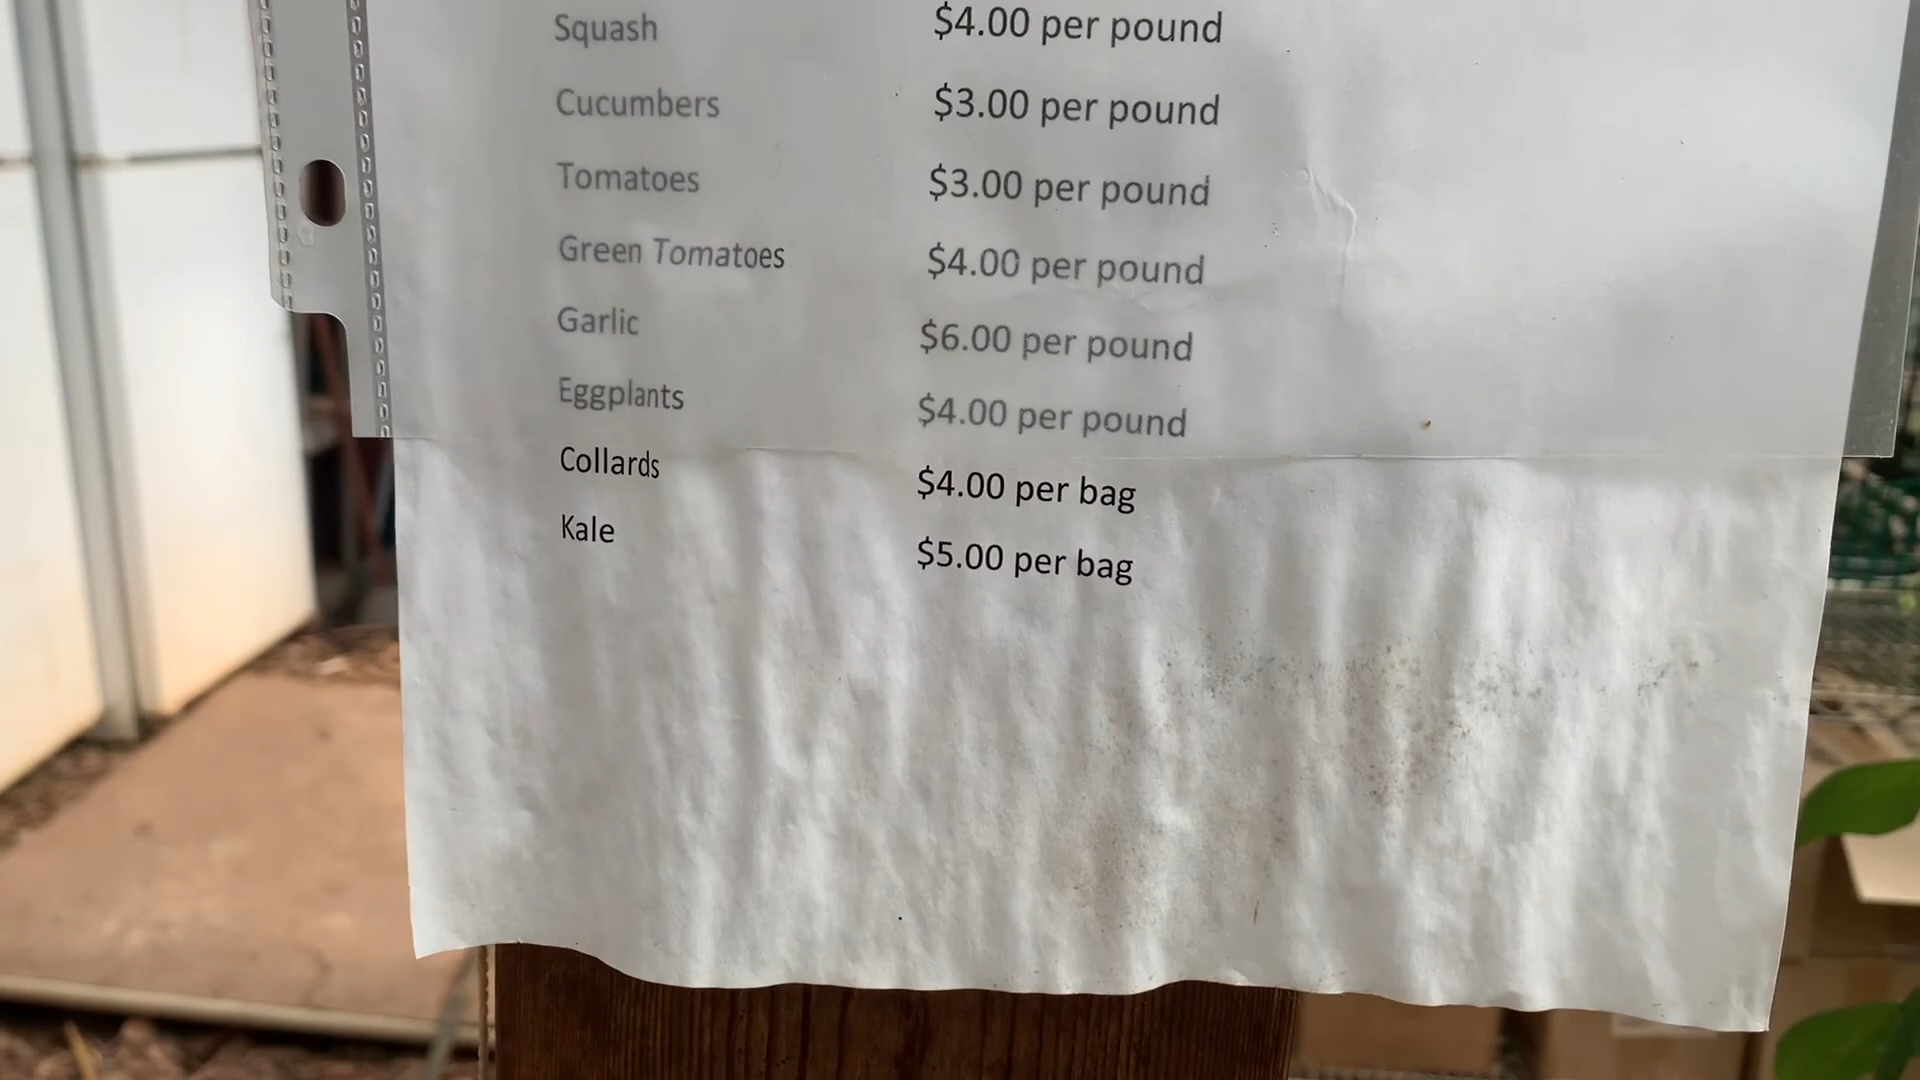 Squash $4.00 per pound
Cucumbers $3.00 per pound
Tomatoes $3.00 per pound
Green Tomatoes $4.00 per pound
Garlic $6.00 per pound
Eggplants $4.00 per pound
Collards $4.00 per bag
Kale $5.00 per bag